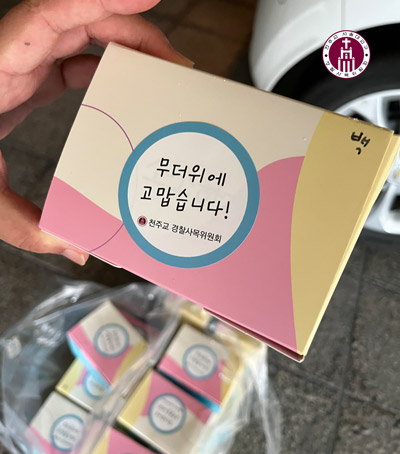 백
무더위에
고맙습니다!
천주교 경찰사목위원회